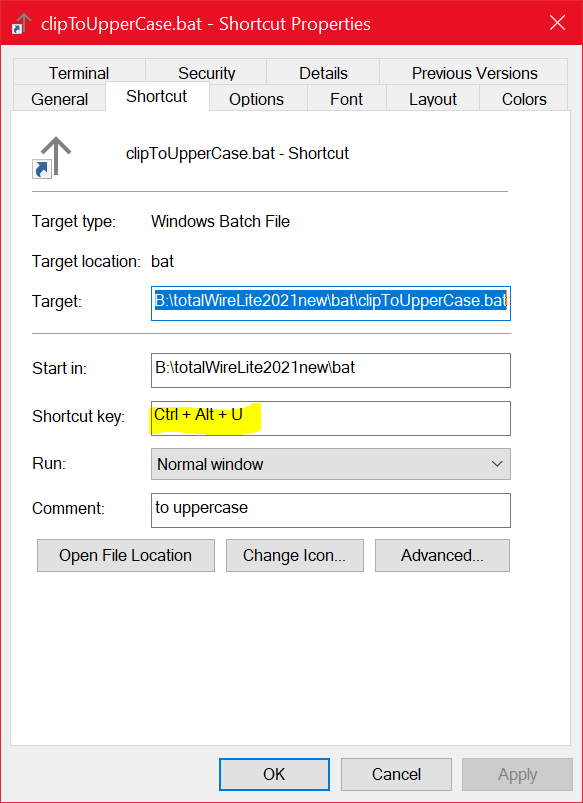 clipToUpperCase.bat - Shortcut Properties
Terminal Security Details Previous Versions
General Shortcut Options Font Layout Colors
clipToUpperCase.bat - Shortcut
Target type: Windows Batch File
Target location: bat
Target: B:\totalWireLite2021new\bat\clipToUpperCase.bat
Start in: B:\totalWireLite2021new\bat
Shortcut key: Ctrl + Alt + U
Run: Normal window
Comment: to uppercase
Open File Location Change Icon... Advanced...
OK Cancel Apply